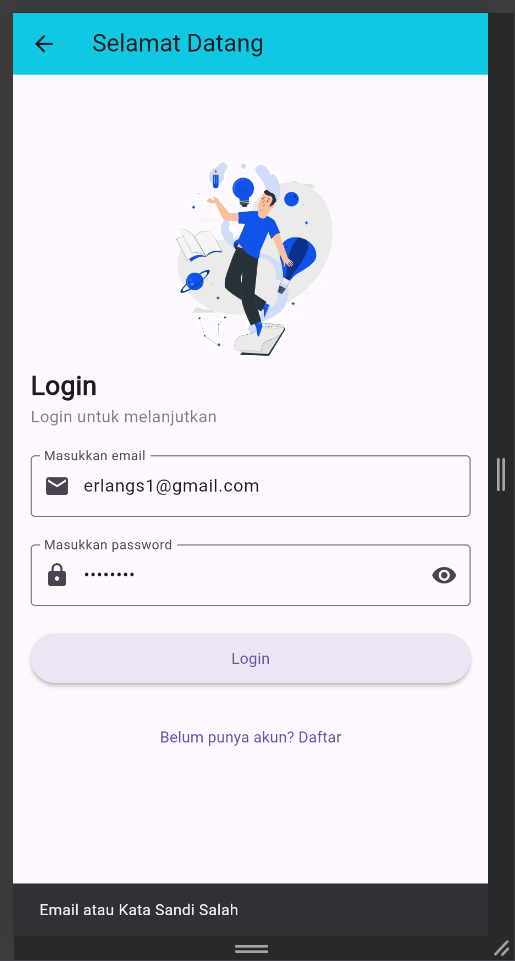 Selamat Datang
Login
Login untuk melanjutkan
Masukkan email
erlangs1@gmail.com
Masukkan password
••••••••
Login
Belum punya akun? Daftar
Email atau Kata Sandi Salah